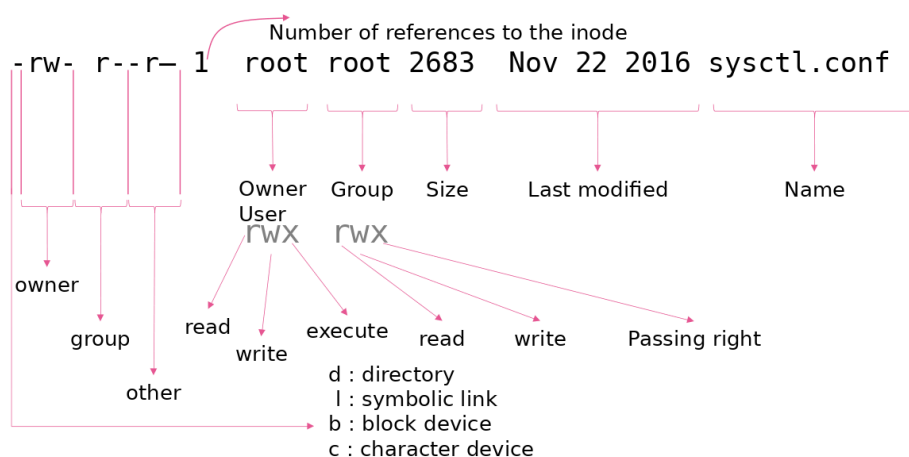 Number of references to the inode
-rw- r--r– 1 root root 2683 Nov 22 2016 sysctl.conf
Owner Group Size Last modified Name
User
rwx rwx
owner
read write execute read write Passing right
group
other
d : directory
l : symbolic link
b : block device
c : character device